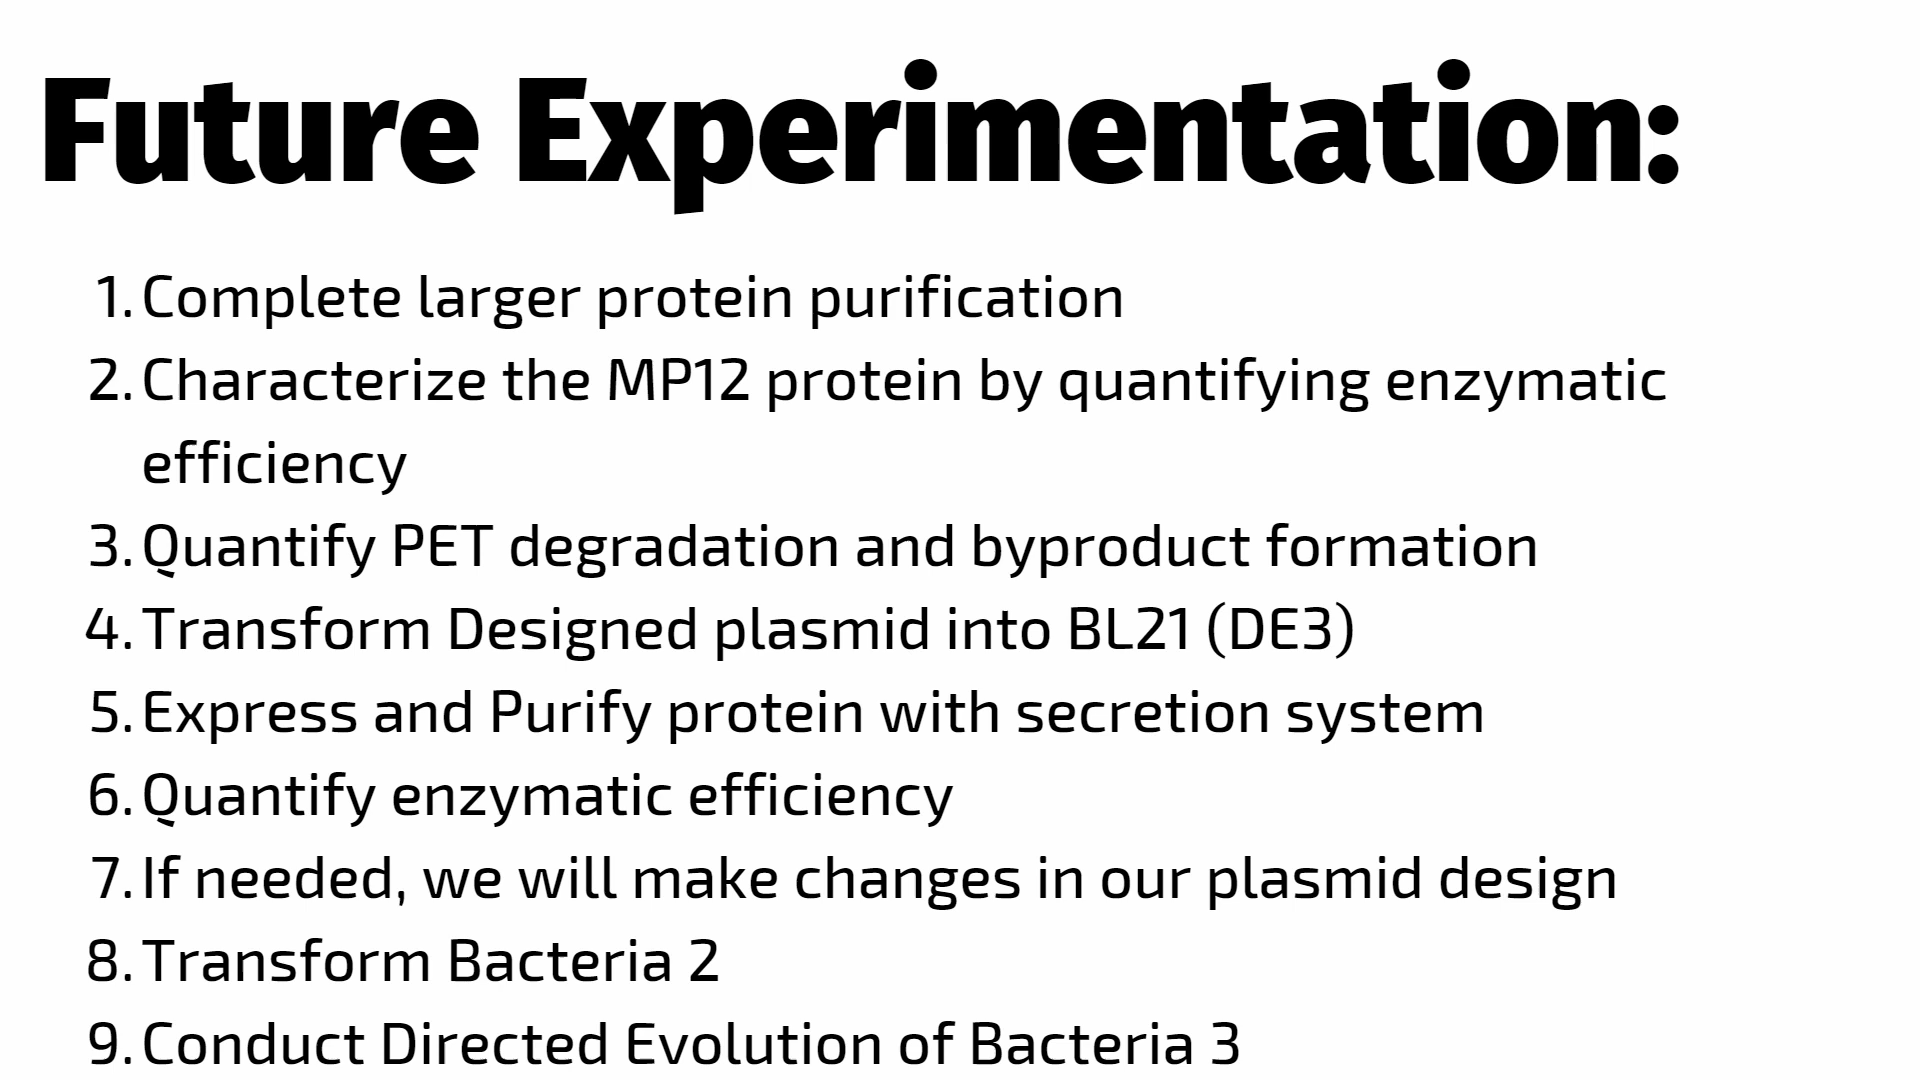 Future Experimentation:
1. Complete larger protein purification
2. Characterize the MP12 protein by quantifying enzymatic
efficiency
3. Quantify PET degradation and byproduct formation
4. Transform Designed plasmid into BL21 (DE3)
5. Express and Purify protein with secretion system
6. Quantify enzymatic efficiency
7. If needed, we will make changes in our plasmid design
8. Transform Bacteria 2
9. Conduct Directed Evolution of Bacteria 3